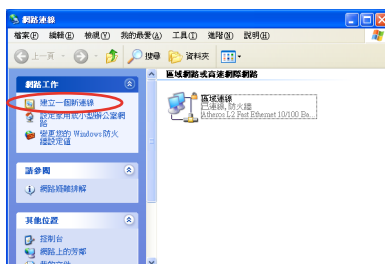 網路連線
檔案(F) 編輯(E) 檢視(V) 我的最愛(A) 工具(T) 進階(N) 說明(H)
上一頁 搜尋 資料夾
網路工作
建立一個新連線
設定家用或小型辦公室網路
變更您的 Windows 防火牆設定值
請參閱
網路疑難排解
其他位置
控制台
網路上的芳鄰
我的文件
區域網路或高速網際網路
區域連線
已連線, 防火牆
Atheros L2 Fast Ethernet 10/100 Ba...